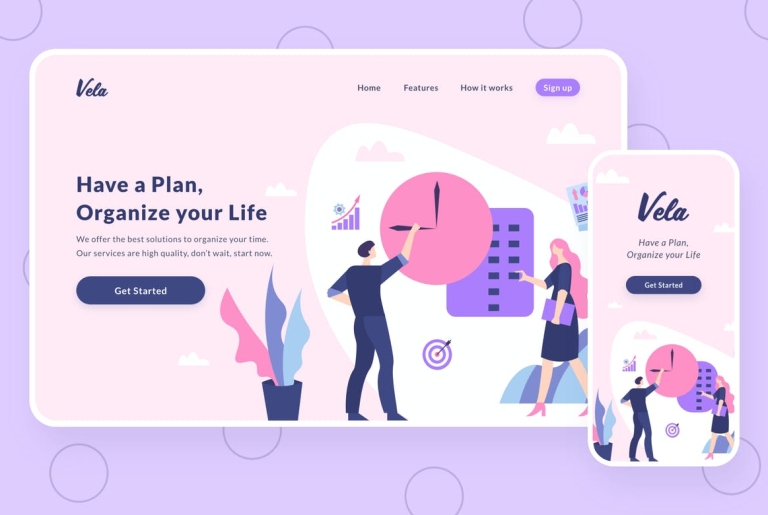 Vela
Home
Features
How it works
Sign up
Have a Plan,
Organize your Life
We offer the best solutions to organize your time.
Our services are high quality, don't wait, start now.
Get Started
Vela
Have a Plan,
Organize your Life
Get Started